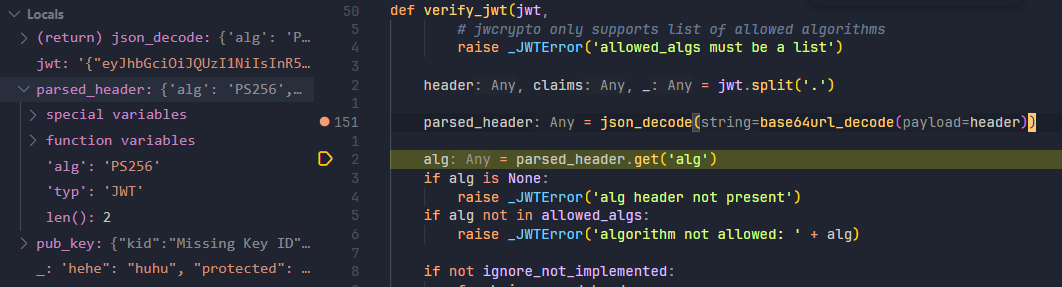 Locals
(return) json_decode: {'alg': 'P…
jwt: '{"eyJhbGciOiJQUzI1NiIsInR5…
parsed_header: {'alg': 'PS256',…
special variables
function variables
'alg': 'PS256'
'typ': 'JWT'
len(): 2
pub_key: {"kid":"Missing Key ID"…
_: 'hehe": "huhu", "protected": …
50 def verify_jwt(jwt,
5 # jwcrypto only supports list of allowed algorithms
4 raise _JWTError('allowed_algs must be a list')
3
2 header: Any, claims: Any, _: Any = jwt.split('.')
1
151 parsed_header: Any = json_decode(string=base64url_decode(payload=header))
1
2 alg: Any = parsed_header.get('alg')
3 if alg is None:
4 raise _JWTError('alg header not present')
5 if alg not in allowed_algs:
6 raise _JWTError('algorithm not allowed: ' + alg)
7
8 if not ignore_not_implemented: